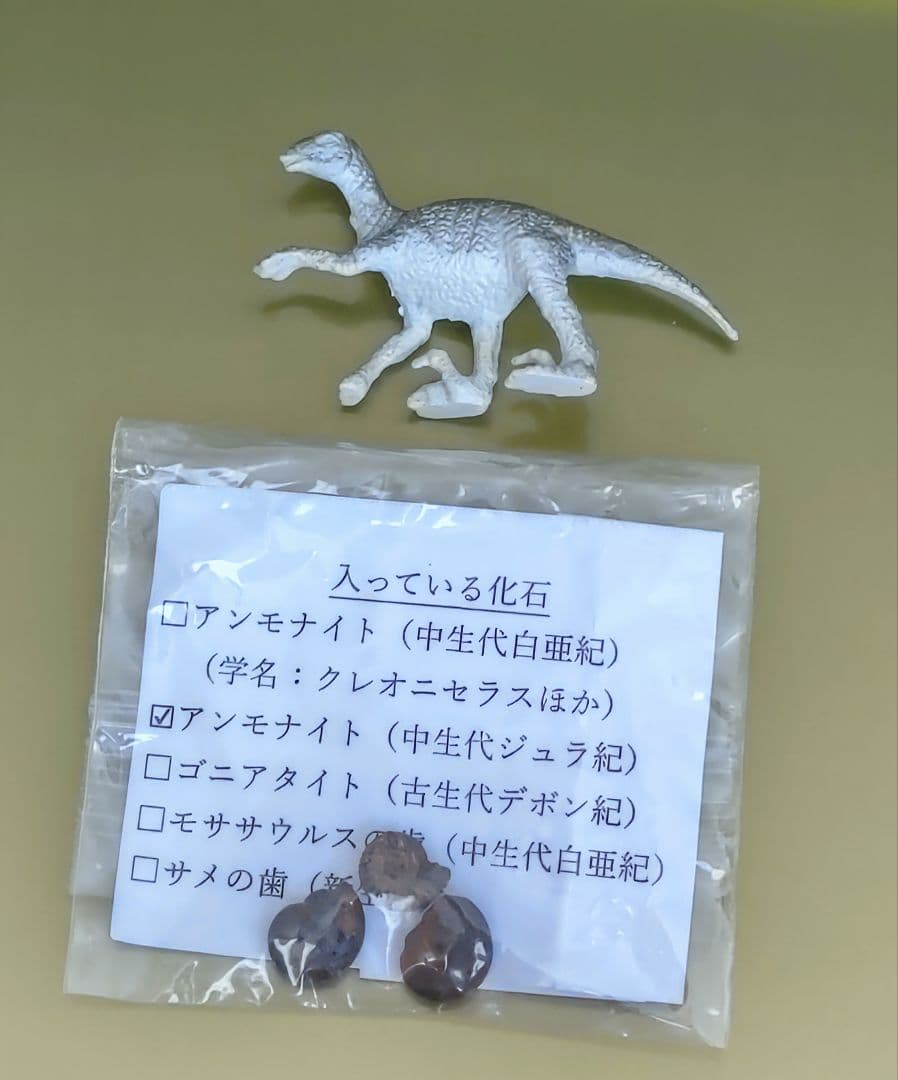 入っている化石
☐アンモナイト（中生代白亜紀）
（学名：クレオニセラスほか）
☑アンモナイト（中生代ジュラ紀）
☐ゴニアタイト（古生代デボン紀）
☐モササウルスの歯（中生代白亜紀）
☐サメの歯（新生